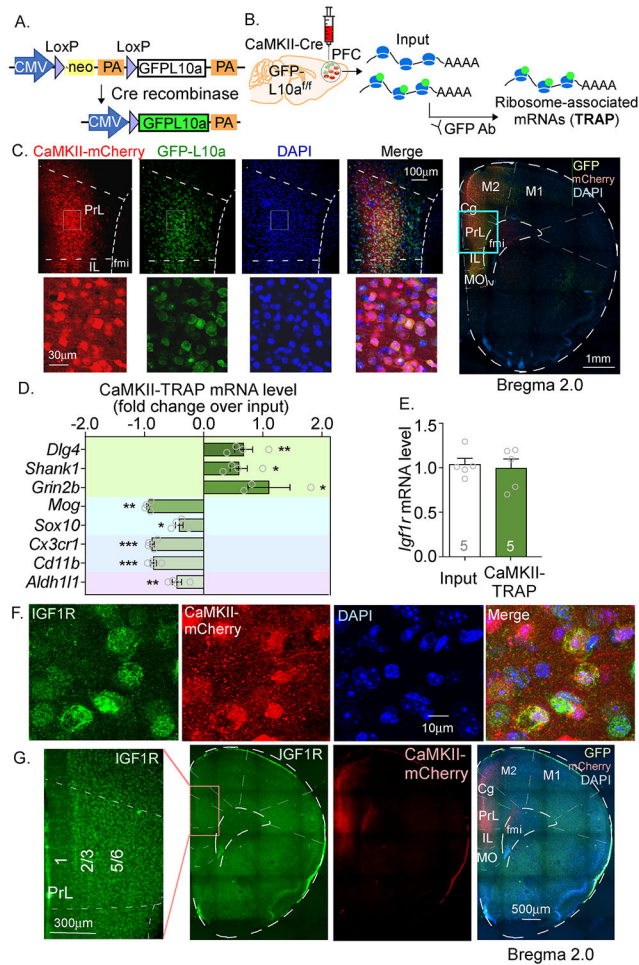 A.
LoxP
LoxP
CMV
neo
PA
GFPL10a
PA
Cre recombinase
CMV
GFPL10a
PA
B.
CaMKII-Cre
PFC
GFP-
L10af/f
Input
AAAA
AAAA
GFP Ab
AAAA
Ribosome-associated
mRNAs (TRAP)
C.
CaMKII-mCherry
GFP-L10a
DAPI
Merge
100μm
PrL
IL
fmi
30μm
GFP
mCherry
DAPI
M2
M1
Cg
PrL
fmi
IL
MO
1mm
Bregma 2.0
D.
CaMKII-TRAP mRNA level
(fold change over input)
-2.0
-1.0
0.0
1.0
2.0
Dlg4
**
Shank1
*
Grin2b
*
Mog
**
Sox10
*
Cx3cr1
***
Cd11b
***
Aldh1l1
**
E.
Igf1r mRNA level
1.5
1.0
0.5
0.0
5
5
Input
CaMKII-
TRAP
F.
IGF1R
CaMKII-
mCherry
DAPI
Merge
10μm
G.
IGF1R
1
2/3
5/6
PrL
300μm
IGF1R
CaMKII-
mCherry
GFP
mCherry
DAPI
M2
M1
Cg
PrL
fmi
IL
MO
500μm
Bregma 2.0